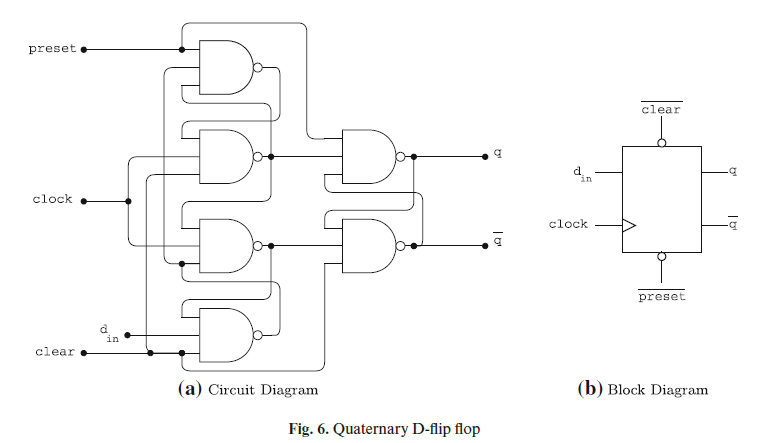 preset
clock
d in
clear
q
q̅
(a) Circuit Diagram
clear
d in
clock
q
q̅
preset
(b) Block Diagram
Fig. 6. Quaternary D-flip flop